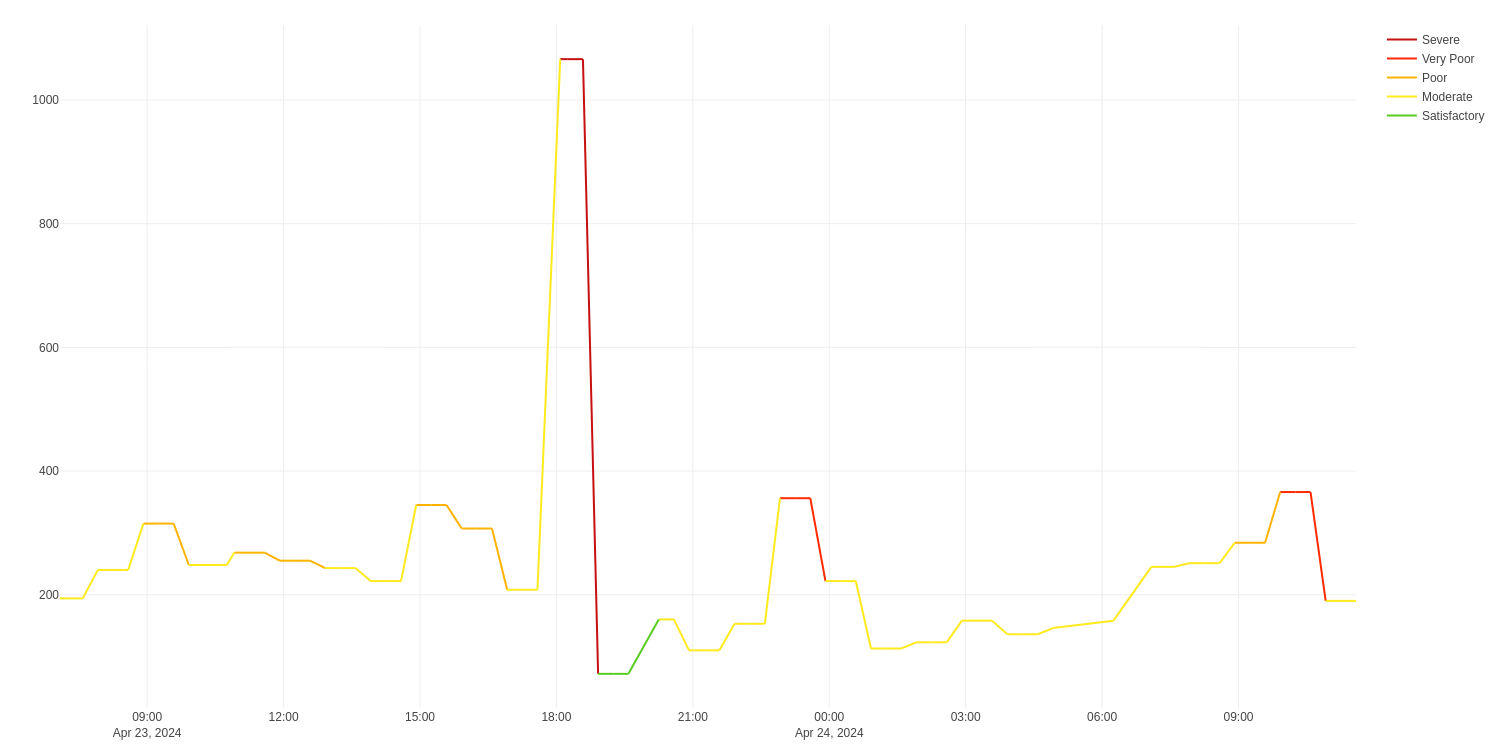 1000
800
600
400
200
09:00
Apr 23, 2024
12:00
15:00
18:00
21:00
00:00
Apr 24, 2024
03:00
06:00
09:00
Severe
Very Poor
Poor
Moderate
Satisfactory